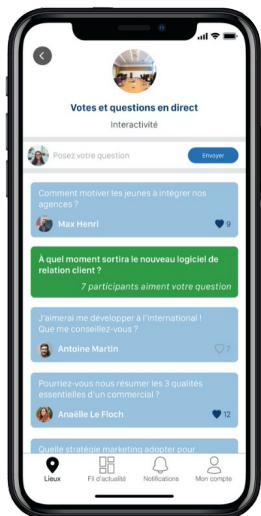 Votes et questions en direct
Interactivité
Posez votre question
Envoyer
Comment motiver les jeunes à intégrer nos
agences ?
Max Henri
9
À quel moment sortira le nouveau logiciel de
relation client ?
7 participants aiment votre question
J'aimerai me développer à l'international !
Que me conseillez-vous ?
Antoine Martin
7
Pourriez-vous nous résumer les 3 qualités
essentielles d'un commercial ?
Anaëlle Le Floch
12
Quelle stratégie marketing adopter pour
Lieux
Fil d'actualité
Notifications
Mon compte